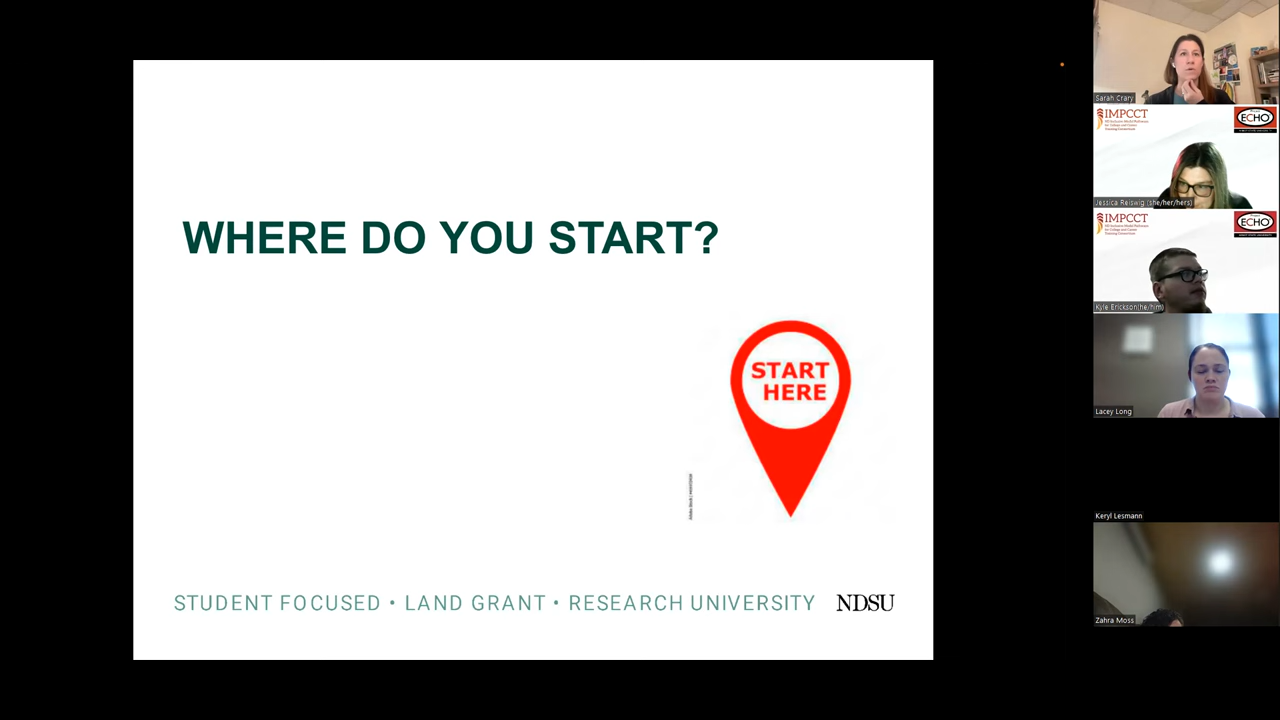 WHERE DO YOU START?
START
HERE
STUDENT FOCUSED • LAND GRANT • RESEARCH UNIVERSITY
NDSU
Sarah Crary
IMPCCT
ECHO
Jessica Reiswig (she/her/hers)
IMPCCT
ECHO
Kyle Erickson(he/him)
Lacey Long
Keryl Lesmann
Zahra Moss